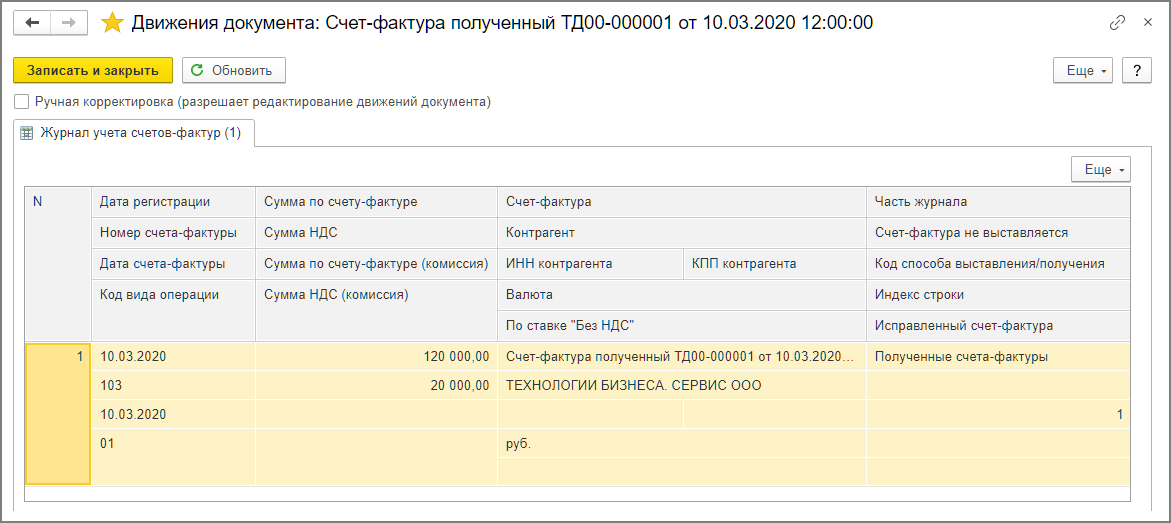 Движения документа: Счет-фактура полученный ТД00-000001 от 10.03.2020 12:00:00
Записать и закрыть Обновить Еще ?
Ручная корректировка (разрешает редактирование движений документа)
Журнал учета счетов-фактур (1)
Еще
N Дата регистрации Сумма по счету-фактуре Счет-фактура Часть журнала
Номер счета-фактуры Сумма НДС Контрагент Счет-фактура не выставляется
Дата счета-фактуры Сумма по счету-фактуре (комиссия) ИНН контрагента КПП контрагента Код способа выставления/получения
Код вида операции Сумма НДС (комиссия) Валюта Индекс строки
По ставке "Без НДС" Исправленный счет-фактура
1 10.03.2020 120 000,00 Счет-фактура полученный ТД00-000001 от 10.03.2020... Полученные счета-фактуры
103 20 000,00 ТЕХНОЛОГИИ БИЗНЕСА. СЕРВИС ООО
10.03.2020 1
01 руб.